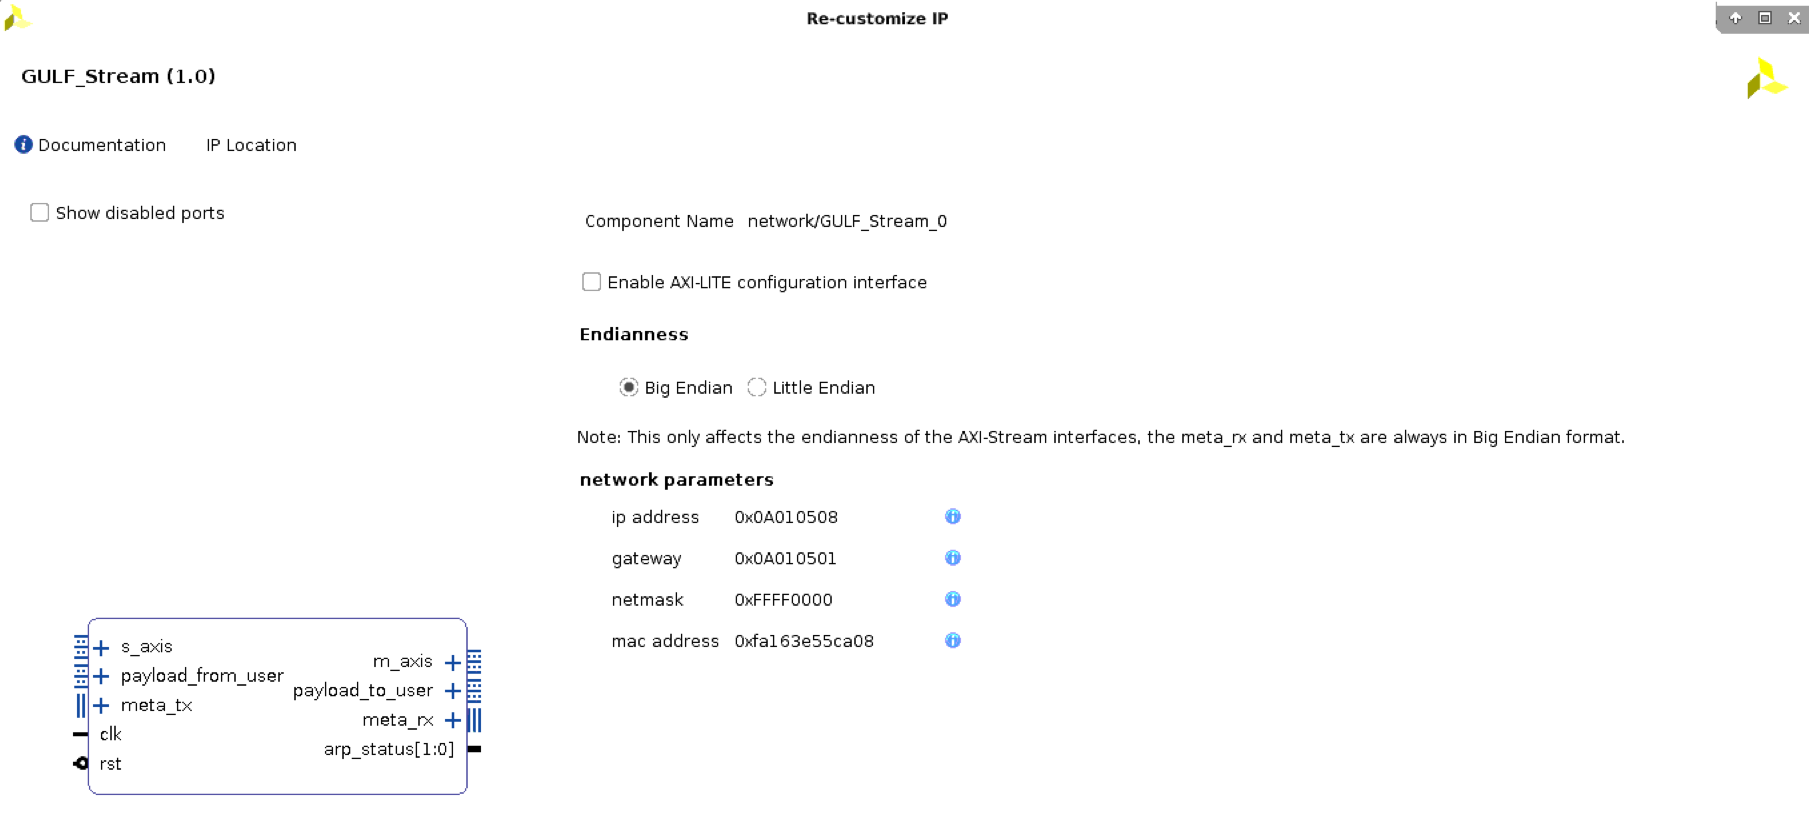 Re-customize IP
GULF_Stream (1.0)
Documentation IP Location
Show disabled ports
Component Name network/GULF_Stream_0
Enable AXI-LITE configuration interface
Endianness
Big Endian Little Endian
Note: This only affects the endianness of the AXI-Stream interfaces, the meta_rx and meta_tx are always in Big Endian format.
network parameters
ip address 0x0A010508
gateway 0x0A010501
netmask 0xFFFF0000
mac address 0xfa163e55ca08
s_axis
payload_from_user
meta_tx
clk
rst
m_axis
payload_to_user
meta_rx
arp_status[1:0]